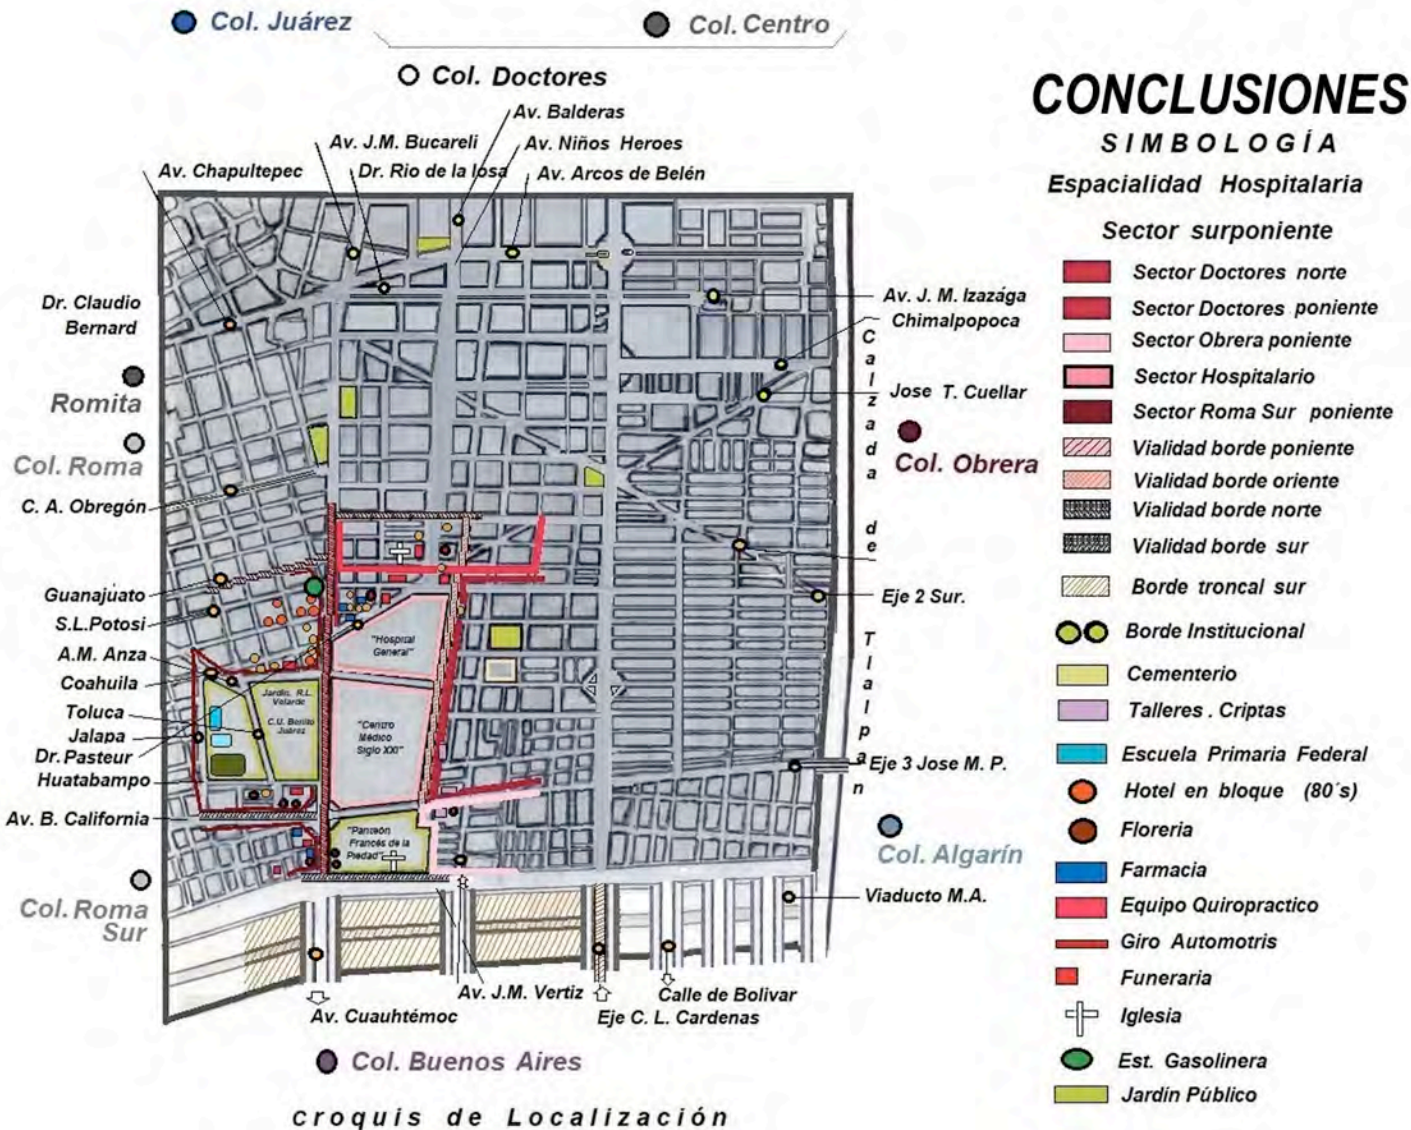 Col. Juárez
Col. Centro
Col. Doctores
Av. Balderas
Av. J.M. Bucareli
Av. Niños Heroes
Av. Chapultepec
Dr. Rio de la losa
Av. Arcos de Belén
Dr. Claudio
Bernard
Romita
Col. Roma
C. A. Obregón
Guanajuato
S.L.Potosi
A.M. Anza
Coahuila
Toluca
Jalapa
Dr. Pasteur
Huatabampo
Av. B. California
Col. Roma
Sur
"Hospital
General"
Jardin. R.L.
Velarde
C.U. Benito
Juárez
"Centro
Médico
Siglo XXI"
"Panteón
Francés de la
Piedad"
Av. J. M. Izazága
Chimalpopoca
Jose T. Cuellar
Calzada de Tlalpan
Col. Obrera
Eje 2 Sur.
Eje 3 Jose M. P.
Col. Algarín
Viaducto M.A.
Av. J.M. Vertiz
Calle de Bolivar
Av. Cuauhtémoc
Eje C. L. Cardenas
Col. Buenos Aires
croquis de Localización
CONCLUSIONES
SIMBOLOGÍA
Espacialidad Hospitalaria
Sector surponiente
Sector Doctores norte
Sector Doctores poniente
Sector Obrera poniente
Sector Hospitalario
Sector Roma Sur poniente
Vialidad borde poniente
Vialidad borde oriente
Vialidad borde norte
Vialidad borde sur
Borde troncal sur
Borde Institucional
Cementerio
Talleres . Criptas
Escuela Primaria Federal
Hotel en bloque (80´s)
Floreria
Farmacia
Equipo Quiropractico
Giro Automotris
Funeraria
Iglesia
Est. Gasolinera
Jardin Público